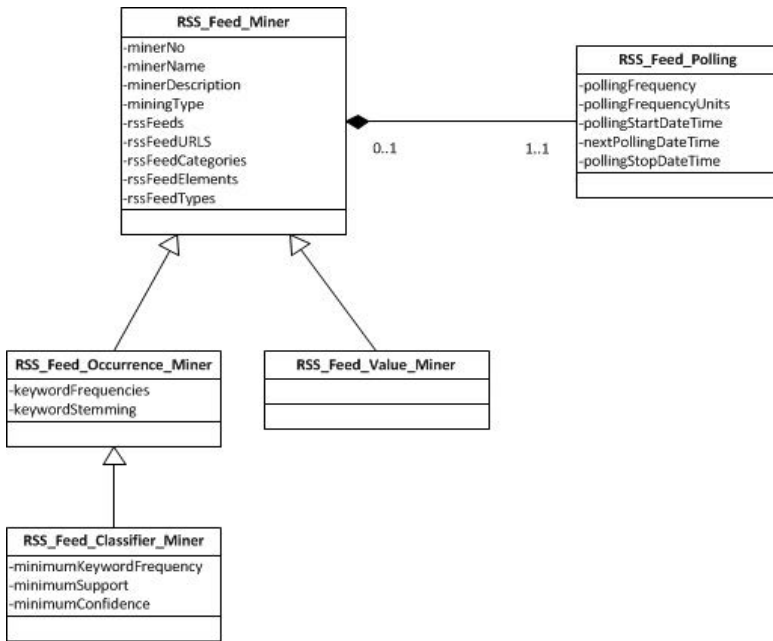 RSS_Feed_Miner
-minerNo
-minerName
-minerDescription
-miningType
-rssFeeds
-rssFeedURLS
-rssFeedCategories
-rssFeedElements
-rssFeedTypes
0..1
1..1
RSS_Feed_Polling
-pollingFrequency
-pollingFrequencyUnits
-pollingStartDateTime
-nextPollingDateTime
-pollingStopDateTime
RSS_Feed_Occurrence_Miner
-keywordFrequencies
-keywordStemming
RSS_Feed_Value_Miner
RSS_Feed_Classifier_Miner
-minimumKeywordFrequency
-minimumSupport
-minimumConfidence